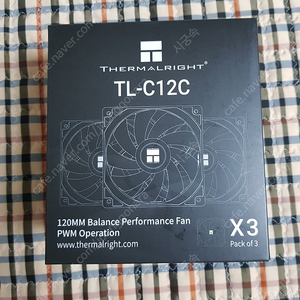 THERMALRIGHT
TL-C12C
120MM Balance Performance Fan
PWM Operation
www.thermalright.com
X3
Pack of 3